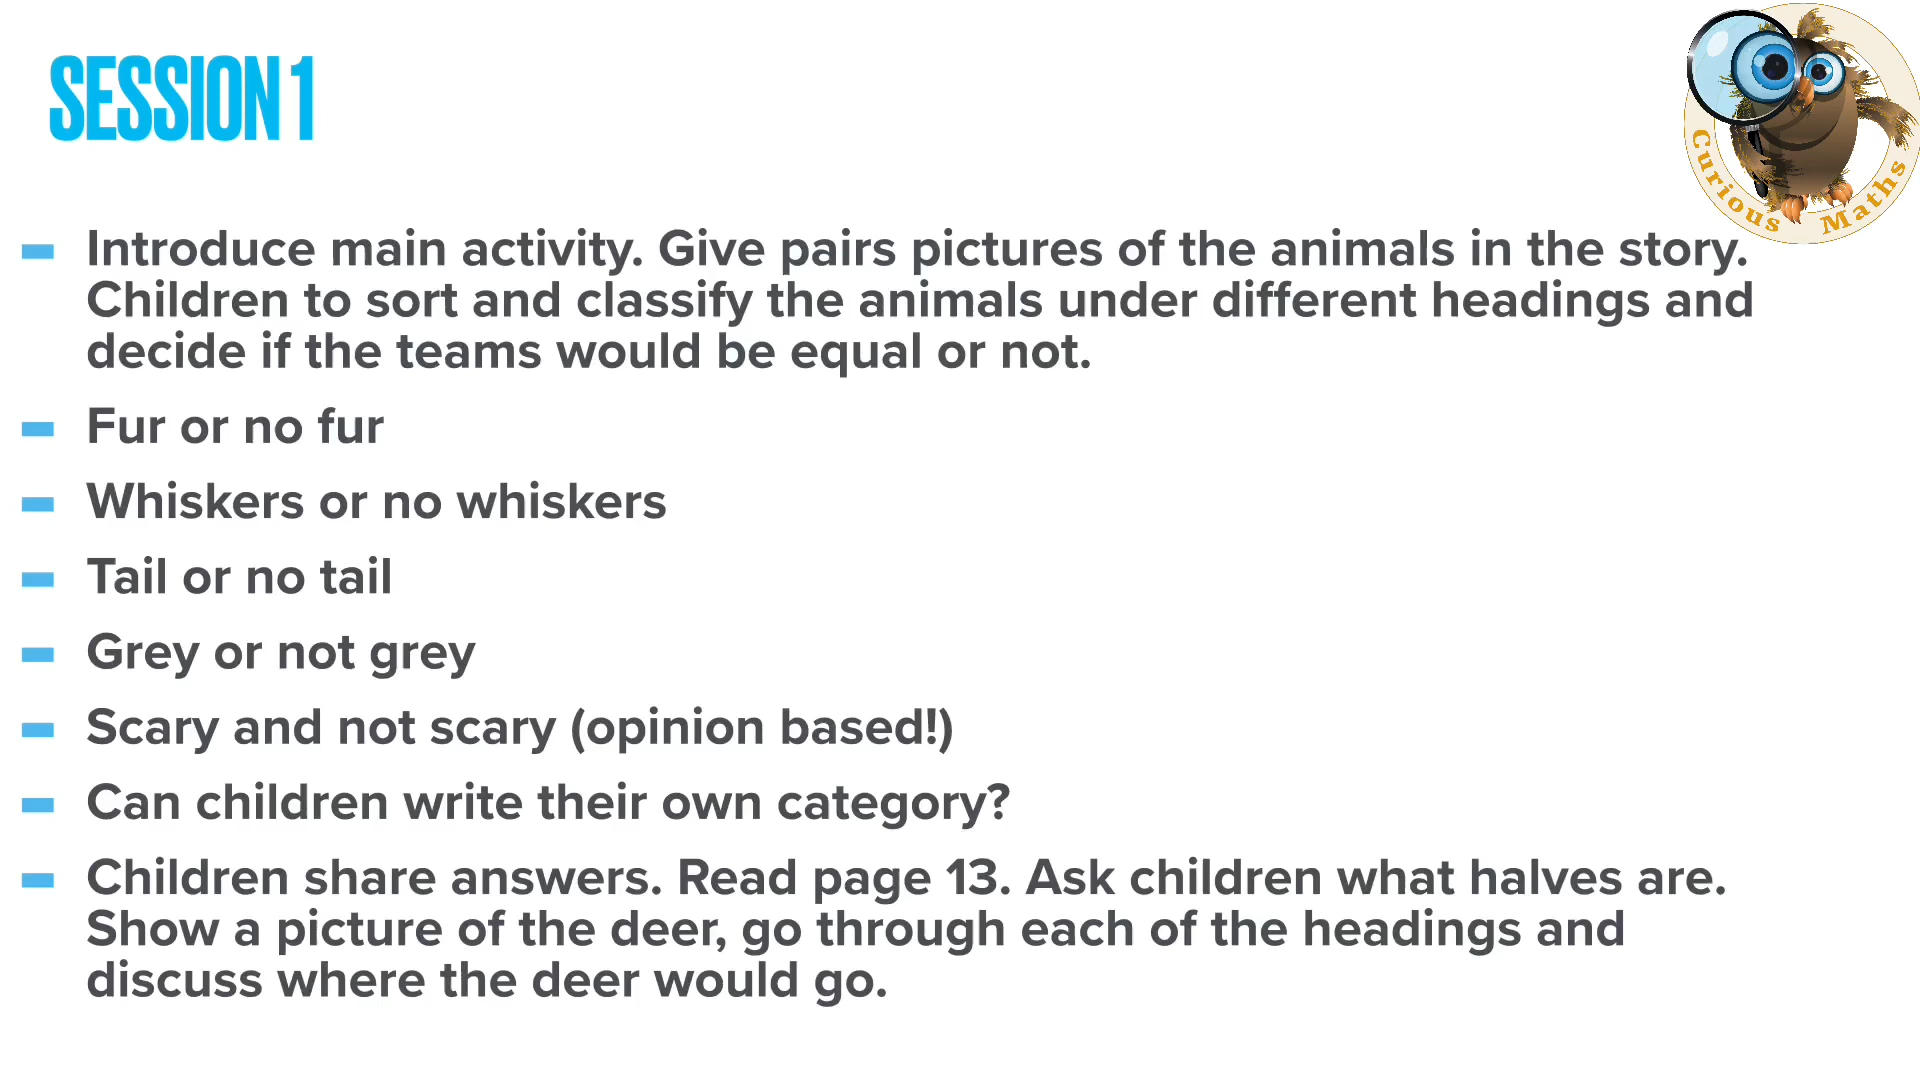 SESSION 1
Curious Maths
Introduce main activity. Give pairs pictures of the animals in the story.
Children to sort and classify the animals under different headings and
decide if the teams would be equal or not.
Fur or no fur
Whiskers or no whiskers
Tail or no tail
Grey or not grey
Scary and not scary (opinion based!)
Can children write their own category?
Children share answers. Read page 13. Ask children what halves are.
Show a picture of the deer, go through each of the headings and
discuss where the deer would go.